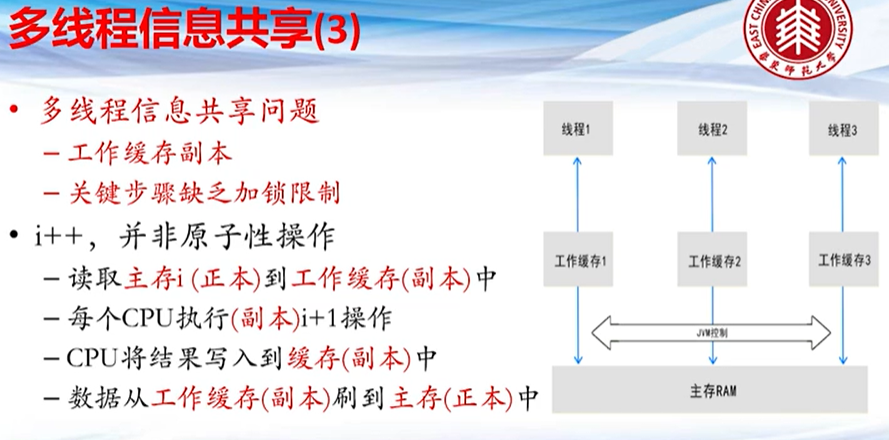 多线程信息共享(3)
EAST CHINA NORMAL UNIVERSITY
华东师范大学
• 多线程信息共享问题
– 工作缓存副本
– 关键步骤缺乏加锁限制
• i++，并非原子性操作
– 读取主存i (正本)到工作缓存(副本)中
– 每个CPU执行(副本)i+1操作
– CPU将结果写入到缓存(副本)中
– 数据从工作缓存(副本)刷到主存(正本)中
线程1
线程2
线程3
工作缓存1
工作缓存2
工作缓存3
JVM控制
主存RAM